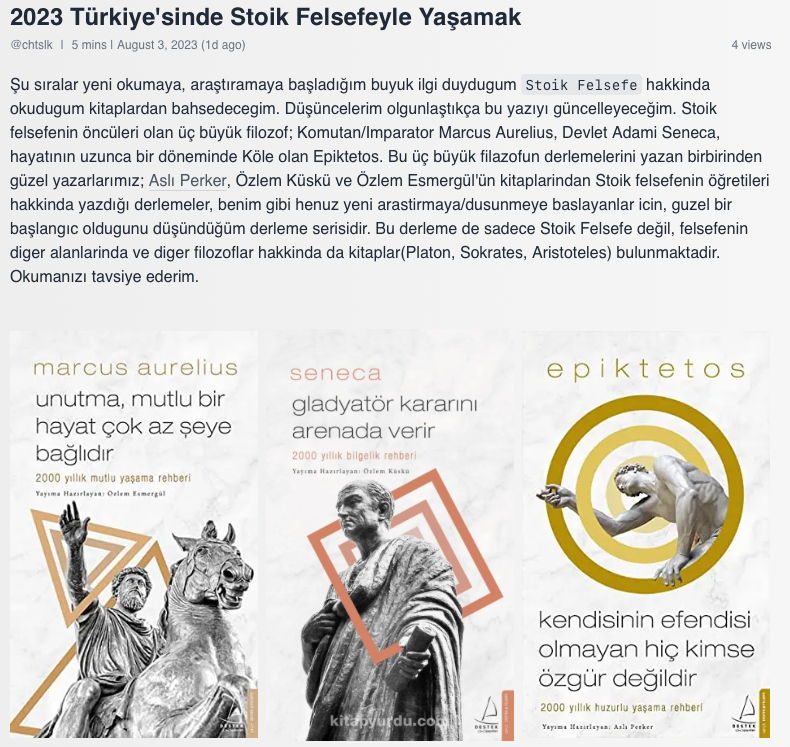 2023 Türkiye'sinde Stoik Felsefeyle Yaşamak
@chtslk | 5 mins | August 3, 2023 (1d ago)
4 views
Şu sıralar yeni okumaya, araştıramaya başladığım buyuk ilgi duydugum Stoik Felsefe hakkinda
okudugum kitaplardan bahsedecegim. Düşüncelerim olgunlaştıkça bu yazıyı güncelleyeceğim. Stoik
felsefenin öncüleri olan üç büyük filozof; Komutan/Imparator Marcus Aurelius, Devlet Adami Seneca,
hayatının uzunca bir döneminde Köle olan Epiktetos. Bu üç büyük filazofun derlemelerini yazan birbirinden
güzel yazarlarımız; Aslı Perker, Özlem Küskü ve Özlem Esmergül'ün kitaplarından Stoik felsefenin öğretileri
hakkinda yazdığı derlemeler, benim gibi henuz yeni arastirmaya/dusunmeye baslayanlar icin, guzel bir
başlangıc oldugunu düşündüğüm derleme serisidir. Bu derleme de sadece Stoik Felsefe değil, felsefenin
diger alanlarinda ve diger filozoflar hakkinda da kitaplar(Platon, Sokrates, Aristoteles) bulunmaktadir.
Okumanızı tavsiye ederim.
marcus aurelius
unutma, mutlu bir
hayat çok az şeye
bağlıdır
2000 yıllık mutlu yaşama rehberi
Yayıma Hazırlayan: Özlem Esmergül
DESTEK
seneca
gladyatör kararını
arenada verir
2000 yıllık bilgelik rehberi
Yayıma Hazırlayan: Özlem Küskü
kitapyurdu.com
DESTEK
epiktetos
kendisinin efendisi
olmayan hiç kimse
özgür değildir
2000 yıllık huzurlu yaşama rehberi
Yayıma Hazırlayan: Aslı Perker
DESTEK